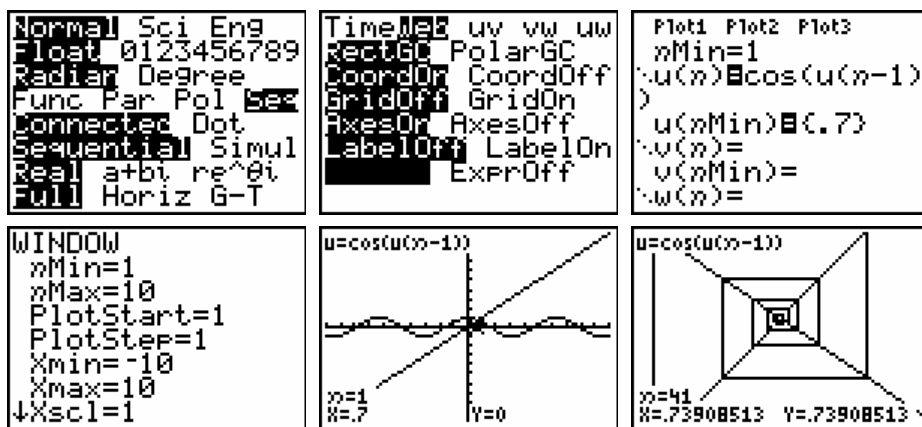 Normal Sci Eng
Float 0123456789
Radian Degree
Func Par Pol Seq
Connected Dot
Sequential Simul
Real a+bi re^θi
Full Horiz G-T
Time Web uv vw uw
RectGC PolarGC
CoordOn CoordOff
GridOff GridOn
AxesOn AxesOff
LabelOff LabelOn
ExprOff
Plot1 Plot2 Plot3
nMin=1
u(n)=cos(u(n-1)
)
u(nMin)={.7}
v(n)=
v(nMin)=
w(n)=
WINDOW
nMin=1
nMax=10
PlotStart=1
PlotStep=1
Xmin=-10
Xmax=10
↓Xscl=1
u=cos(u(n-1))
n=1
X=.7 Y=0
u=cos(u(n-1))
n=41
X=.73908513 Y=.73908513